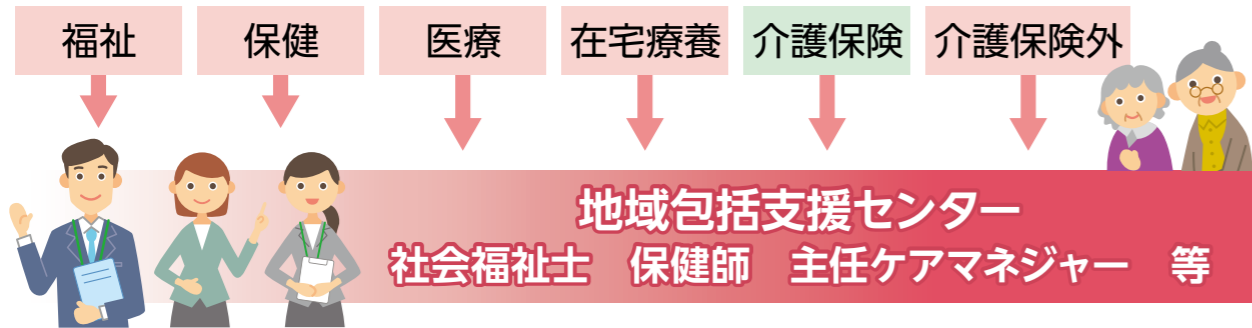 福祉 保健 医療 在宅療養 介護保険 介護保険外
地域包括支援センター
社会福祉士 保健師 主任ケアマネジャー 等